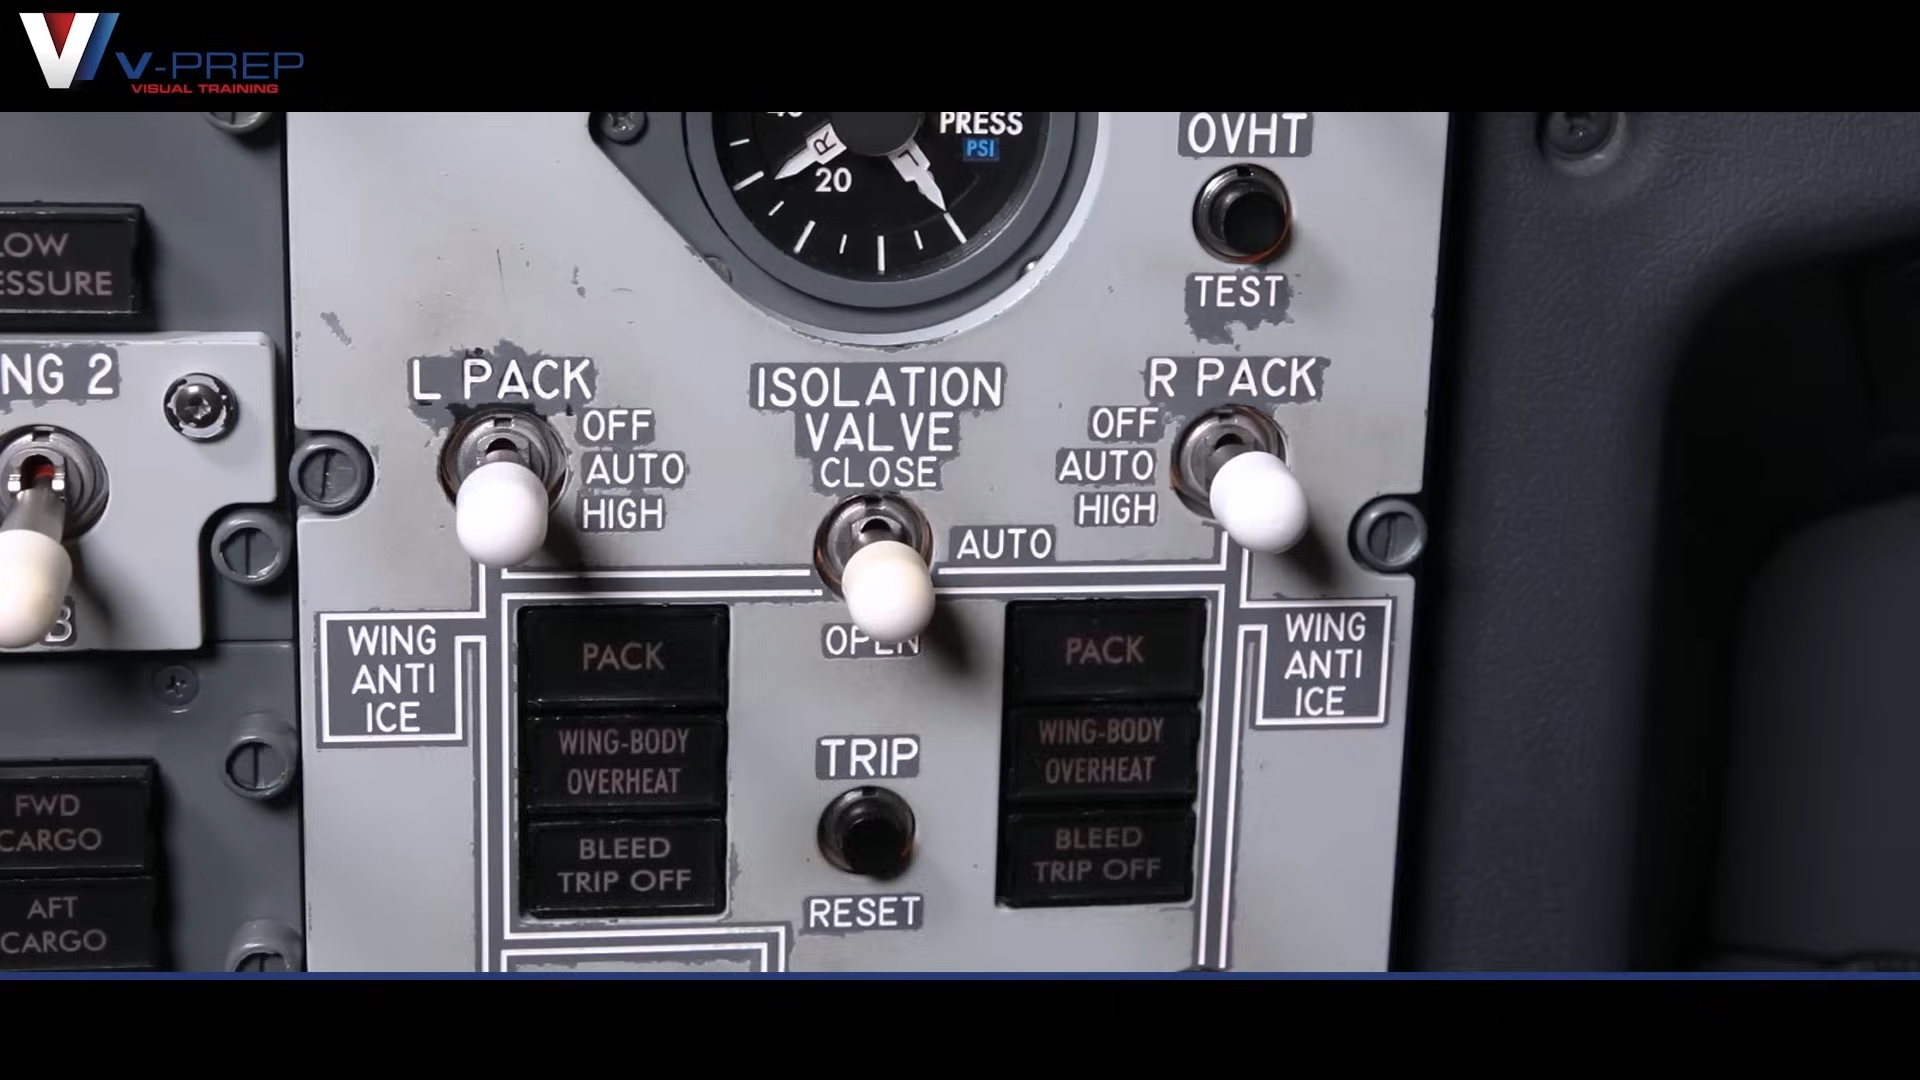 V-PREP
VISUAL TRAINING
PRESS
PSI
R
L
20
OVHT
TEST
LOW
ESSURE
NG 2
L PACK
OFF
AUTO
HIGH
ISOLATION
VALVE
CLOSE
AUTO
OPEN
R PACK
OFF
AUTO
HIGH
B
WING
ANTI
ICE
PACK
WING-BODY
OVERHEAT
BLEED
TRIP OFF
TRIP
RESET
PACK
WING-BODY
OVERHEAT
BLEED
TRIP OFF
WING
ANTI
ICE
FWD
CARGO
AFT
CARGO